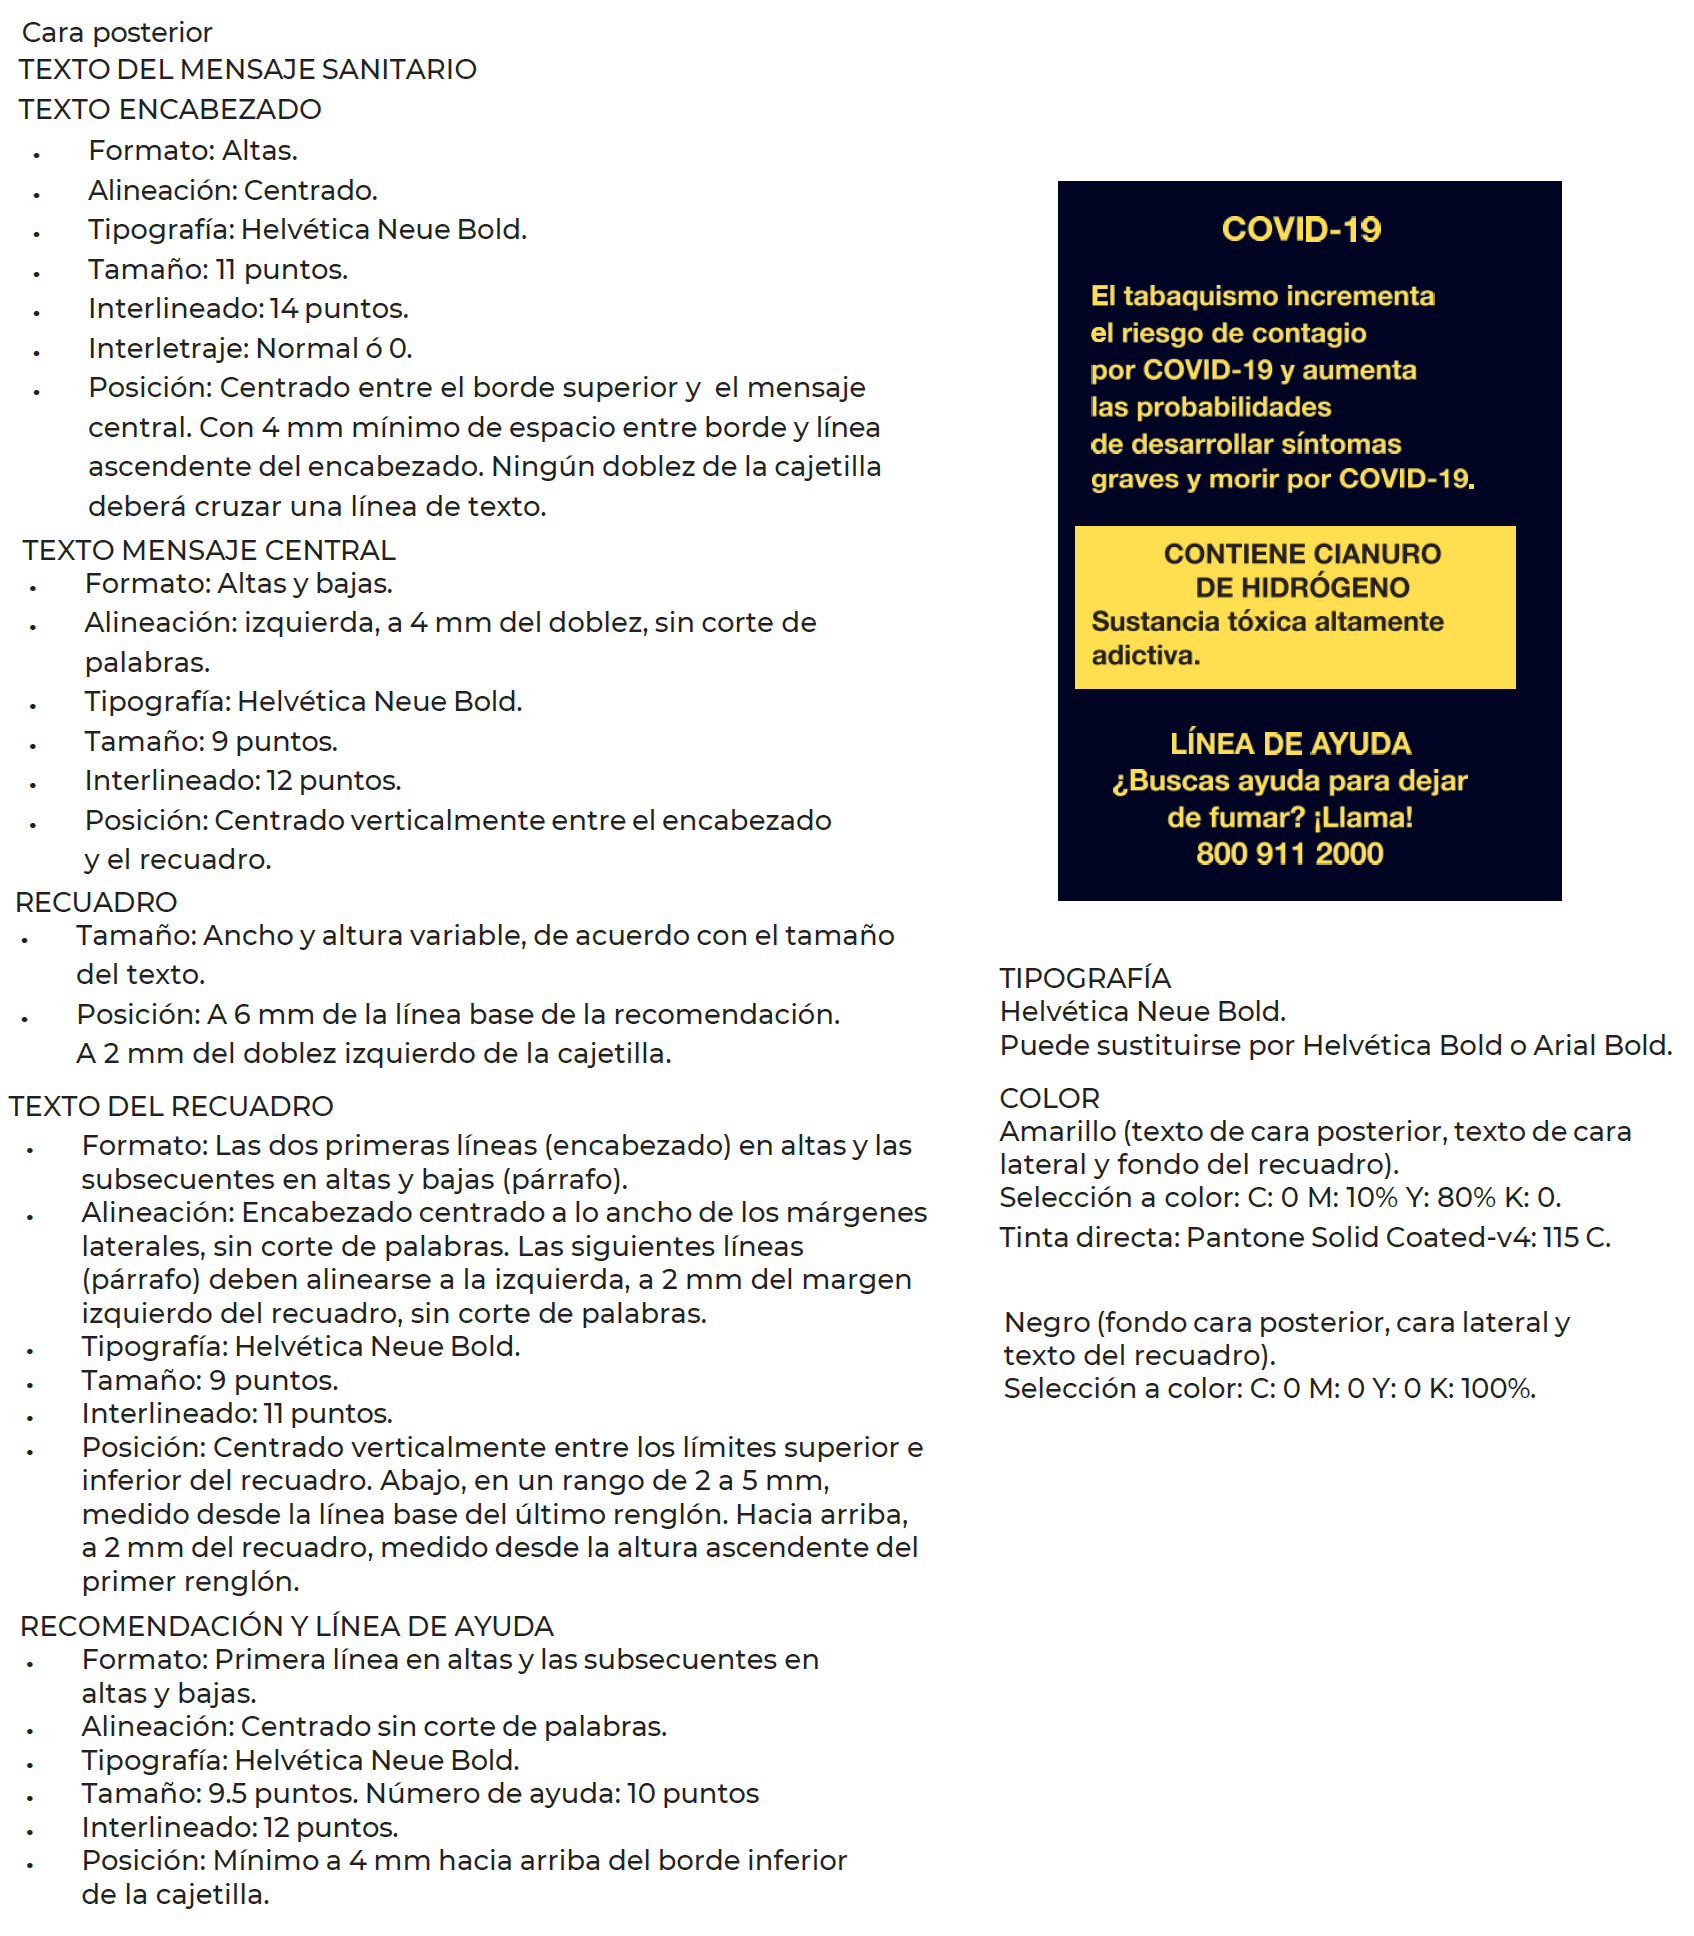 Cara posterior
TEXTO DEL MENSAJE SANITARIO
TEXTO ENCABEZADO
• Formato: Altas.
• Alineación: Centrado.
• Tipografía: Helvética Neue Bold.
• Tamaño: 11 puntos.
• Interlineado: 14 puntos.
• Interletraje: Normal ó 0.
• Posición: Centrado entre el borde superior y el mensaje
central. Con 4 mm mínimo de espacio entre borde y línea
ascendente del encabezado. Ningún doblez de la cajetilla
deberá cruzar una línea de texto.
TEXTO MENSAJE CENTRAL
• Formato: Altas y bajas.
• Alineación: izquierda, a 4 mm del doblez, sin corte de
palabras.
• Tipografía: Helvética Neue Bold.
• Tamaño: 9 puntos.
• Interlineado: 12 puntos.
• Posición: Centrado verticalmente entre el encabezado
y el recuadro.
RECUADRO
• Tamaño: Ancho y altura variable, de acuerdo con el tamaño
del texto.
• Posición: A 6 mm de la línea base de la recomendación.
A 2 mm del doblez izquierdo de la cajetilla.
TEXTO DEL RECUADRO
• Formato: Las dos primeras líneas (encabezado) en altas y las
subsecuentes en altas y bajas (párrafo).
• Alineación: Encabezado centrado a lo ancho de los márgenes
laterales, sin corte de palabras. Las siguientes líneas
(párrafo) deben alinearse a la izquierda, a 2 mm del margen
izquierdo del recuadro, sin corte de palabras.
• Tipografía: Helvética Neue Bold.
• Tamaño: 9 puntos.
• Interlineado: 11 puntos.
• Posición: Centrado verticalmente entre los límites superior e
inferior del recuadro. Abajo, en un rango de 2 a 5 mm,
medido desde la línea base del último renglón. Hacia arriba,
a 2 mm del recuadro, medido desde la altura ascendente del
primer renglón.
RECOMENDACIÓN Y LÍNEA DE AYUDA
• Formato: Primera línea en altas y las subsecuentes en
altas y bajas.
• Alineación: Centrado sin corte de palabras.
• Tipografía: Helvética Neue Bold.
• Tamaño: 9.5 puntos. Número de ayuda: 10 puntos
• Interlineado: 12 puntos.
• Posición: Mínimo a 4 mm hacia arriba del borde inferior
de la cajetilla.
COVID-19
El tabaquismo incrementa
el riesgo de contagio
por COVID-19 y aumenta
las probabilidades
de desarrollar síntomas
graves y morir por COVID-19.
CONTIENE CIANURO
DE HIDRÓGENO
Sustancia tóxica altamente
adictiva.
LÍNEA DE AYUDA
¿Buscas ayuda para dejar
de fumar? ¡Llama!
800 911 2000
TIPOGRAFÍA
Helvética Neue Bold.
Puede sustituirse por Helvética Bold o Arial Bold.
COLOR
Amarillo (texto de cara posterior, texto de cara
lateral y fondo del recuadro).
Selección a color: C: 0 M: 10% Y: 80% K: 0.
Tinta directa: Pantone Solid Coated-v4: 115 C.
Negro (fondo cara posterior, cara lateral y
texto del recuadro).
Selección a color: C: 0 M: 0 Y: 0 K: 100%.